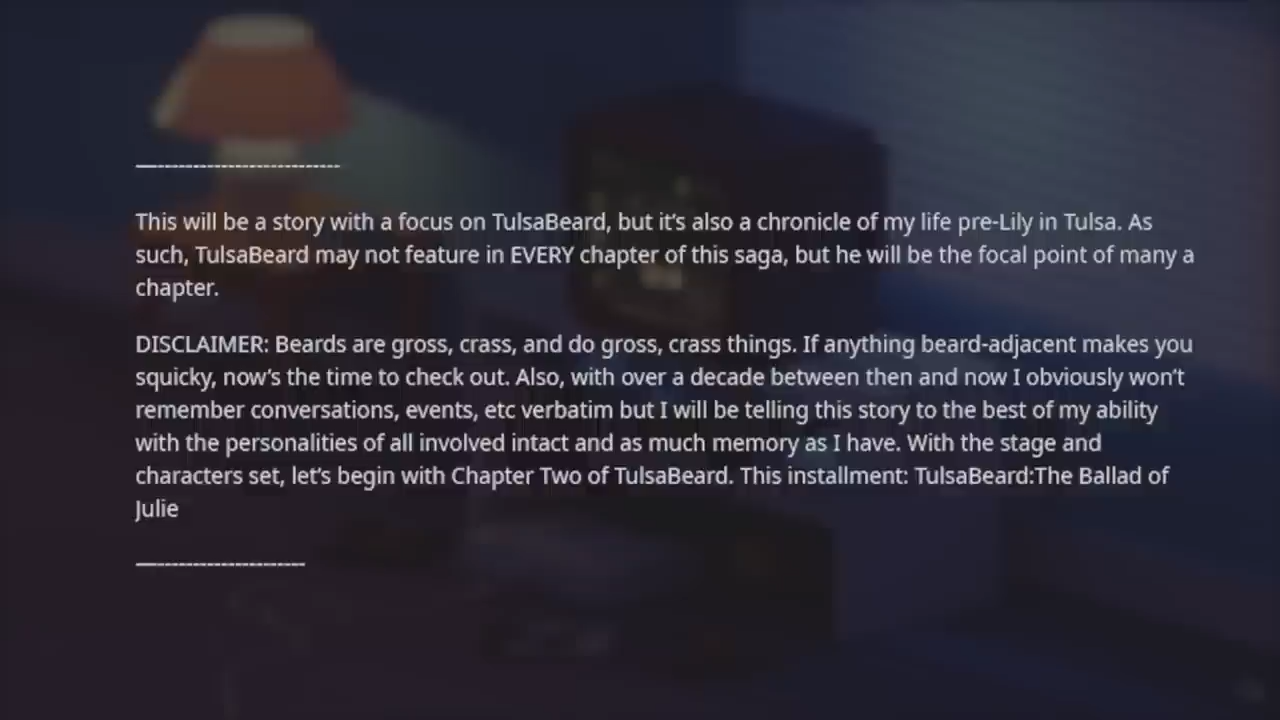 —--------------------------
This will be a story with a focus on TulsaBeard, but it’s also a chronicle of my life pre-Lily in Tulsa. As
such, TulsaBeard may not feature in EVERY chapter of this saga, but he will be the focal point of many a
chapter.
DISCLAIMER: Beards are gross, crass, and do gross, crass things. If anything beard-adjacent makes you
squicky, now’s the time to check out. Also, with over a decade between then and now I obviously won’t
remember conversations, events, etc verbatim but I will be telling this story to the best of my ability
with the personalities of all involved intact and as much memory as I have. With the stage and
characters set, let’s begin with Chapter Two of TulsaBeard. This installment: TulsaBeard:The Ballad of
Julie
—---------------------